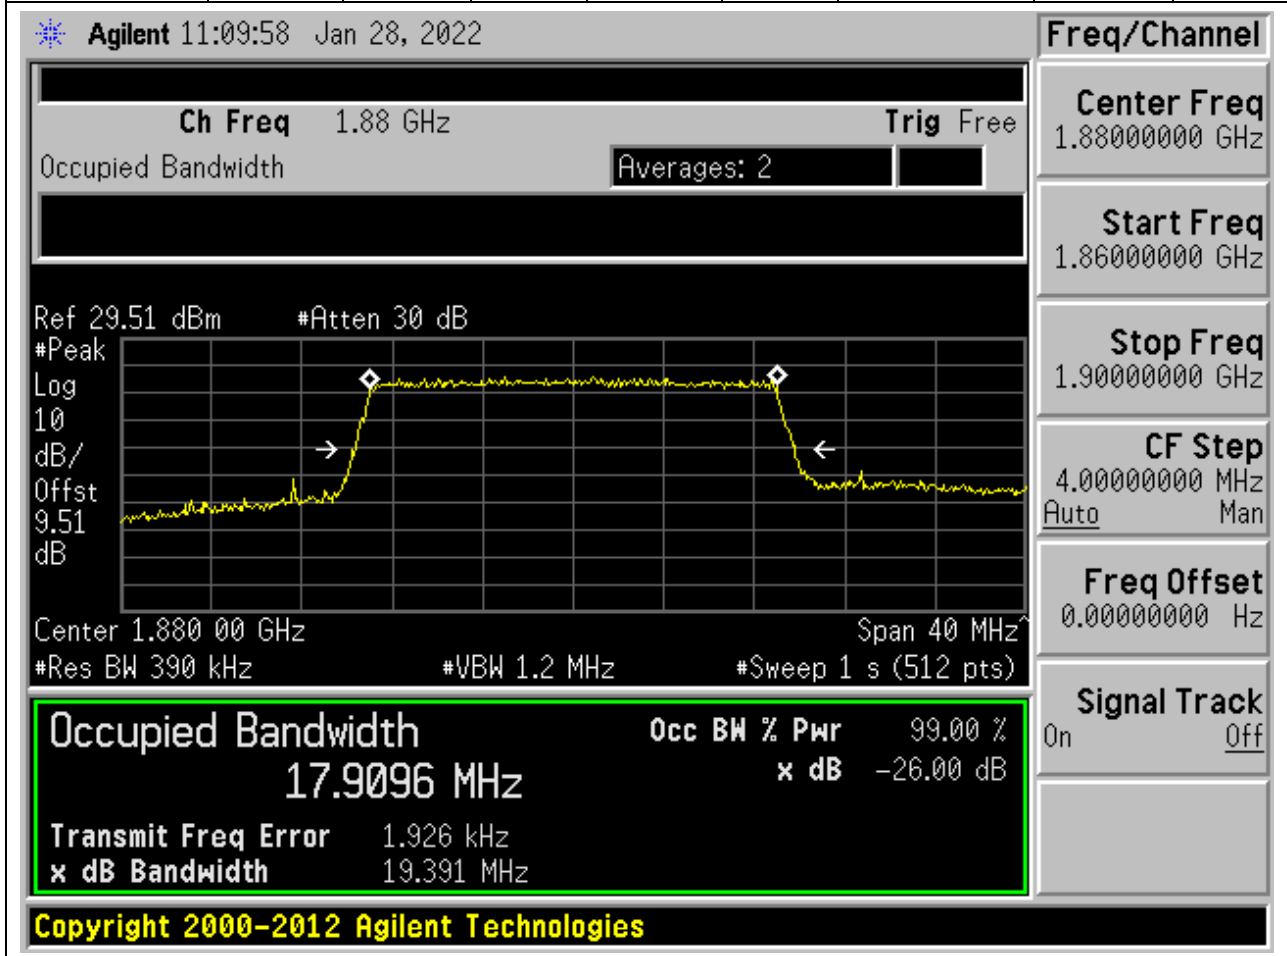 Agilent 11:09:58 Jan 28, 2022
Freq/Channel
Ch Freq 1.88 GHz Trig Free
Occupied Bandwidth Averages: 2
Ref 29.51 dBm #Atten 30 dB
#Peak
Log
10
dB/
Offst
9.51
dB
Center 1.880 00 GHz Span 40 MHz^
#Res BW 390 kHz #VBW 1.2 MHz #Sweep 1 s (512 pts)
Occupied Bandwidth Occ BW % Pwr 99.00 %
17.9096 MHz x dB -26.00 dB
Transmit Freq Error 1.926 kHz
x dB Bandwidth 19.391 MHz
Copyright 2000-2012 Agilent Technologies
Center Freq
1.88000000 GHz
Start Freq
1.86000000 GHz
Stop Freq
1.90000000 GHz
CF Step
4.00000000 MHz
Auto Man
Freq Offset
0.00000000 Hz
Signal Track
On Off